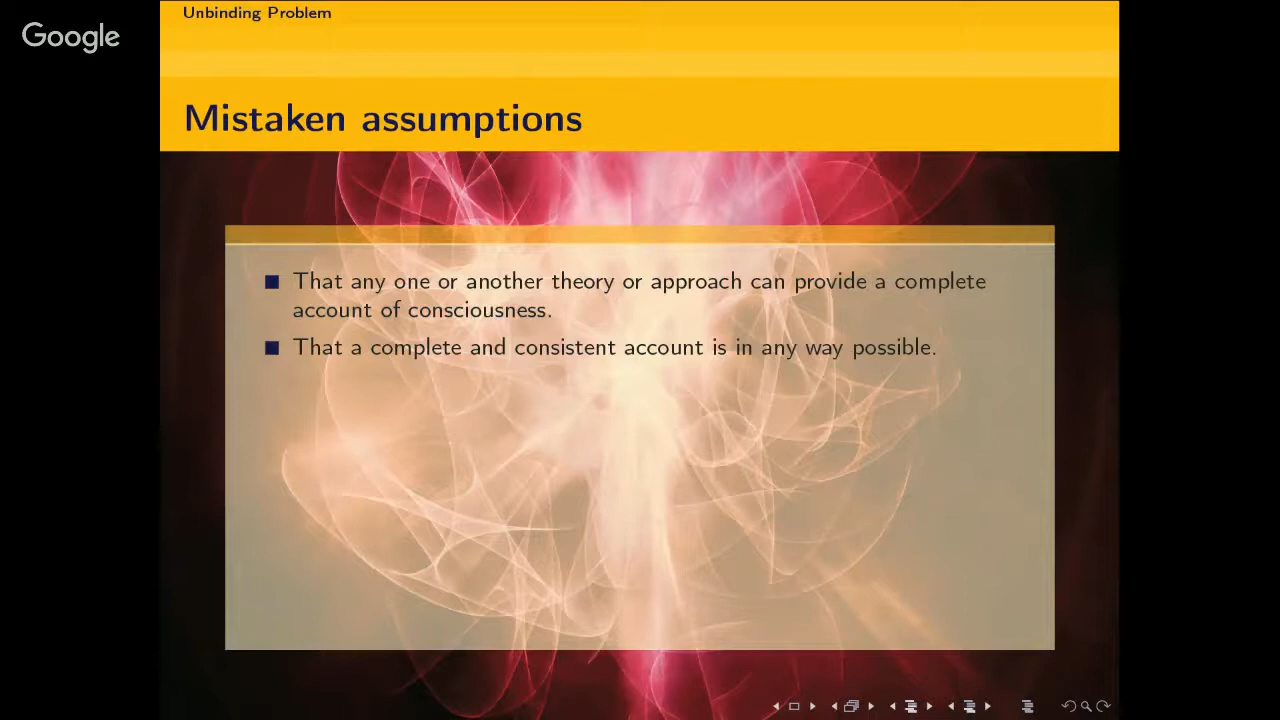 Google
Unbinding Problem
Mistaken assumptions
That any one or another theory or approach can provide a complete
account of consciousness.
That a complete and consistent account is in any way possible.